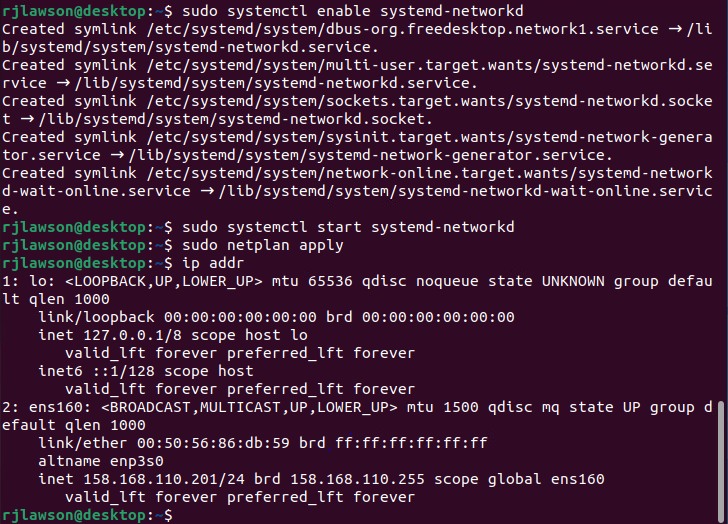 rjlawson@desktop:~$ sudo systemctl enable systemd-networkd
Created symlink /etc/systemd/system/dbus-org.freedesktop.network1.service → /li
b/systemd/system/systemd-networkd.service.
Created symlink /etc/systemd/system/multi-user.target.wants/systemd-networkd.se
rvice → /lib/systemd/system/systemd-networkd.service.
Created symlink /etc/systemd/system/sockets.target.wants/systemd-networkd.socke
t → /lib/systemd/system/systemd-networkd.socket.
Created symlink /etc/systemd/system/sysinit.target.wants/systemd-network-genera
tor.service → /lib/systemd/system/systemd-network-generator.service.
Created symlink /etc/systemd/system/network-online.target.wants/systemd-network
d-wait-online.service → /lib/systemd/system/systemd-networkd-wait-online.servic
e.
rjlawson@desktop:~$ sudo systemctl start systemd-networkd
rjlawson@desktop:~$ sudo netplan apply
rjlawson@desktop:~$ ip addr
1: lo: <LOOPBACK,UP,LOWER_UP> mtu 65536 qdisc noqueue state UNKNOWN group defau
lt qlen 1000
    link/loopback 00:00:00:00:00:00 brd 00:00:00:00:00:00
    inet 127.0.0.1/8 scope host lo
       valid_lft forever preferred_lft forever
    inet6 ::1/128 scope host
       valid_lft forever preferred_lft forever
2: ens160: <BROADCAST,MULTICAST,UP,LOWER_UP> mtu 1500 qdisc mq state UP group d
efault qlen 1000
    link/ether 00:50:56:86:db:59 brd ff:ff:ff:ff:ff:ff
    altname enp3s0
    inet 158.168.110.201/24 brd 158.168.110.255 scope global ens160
       valid_lft forever preferred_lft forever
rjlawson@desktop:~$